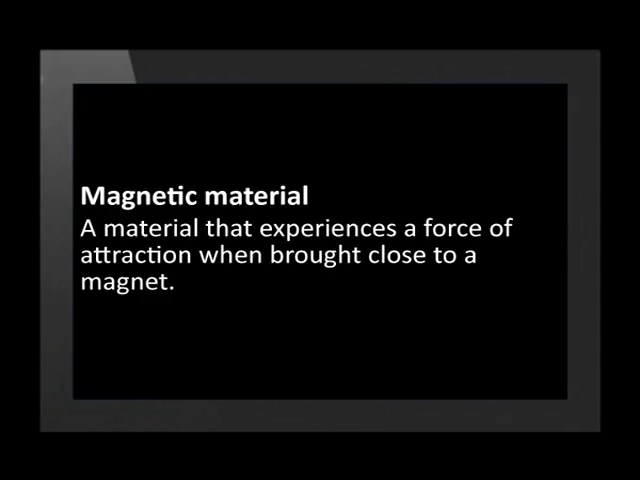 Magnetic material
A material that experiences a force of
attraction when brought close to a
magnet.